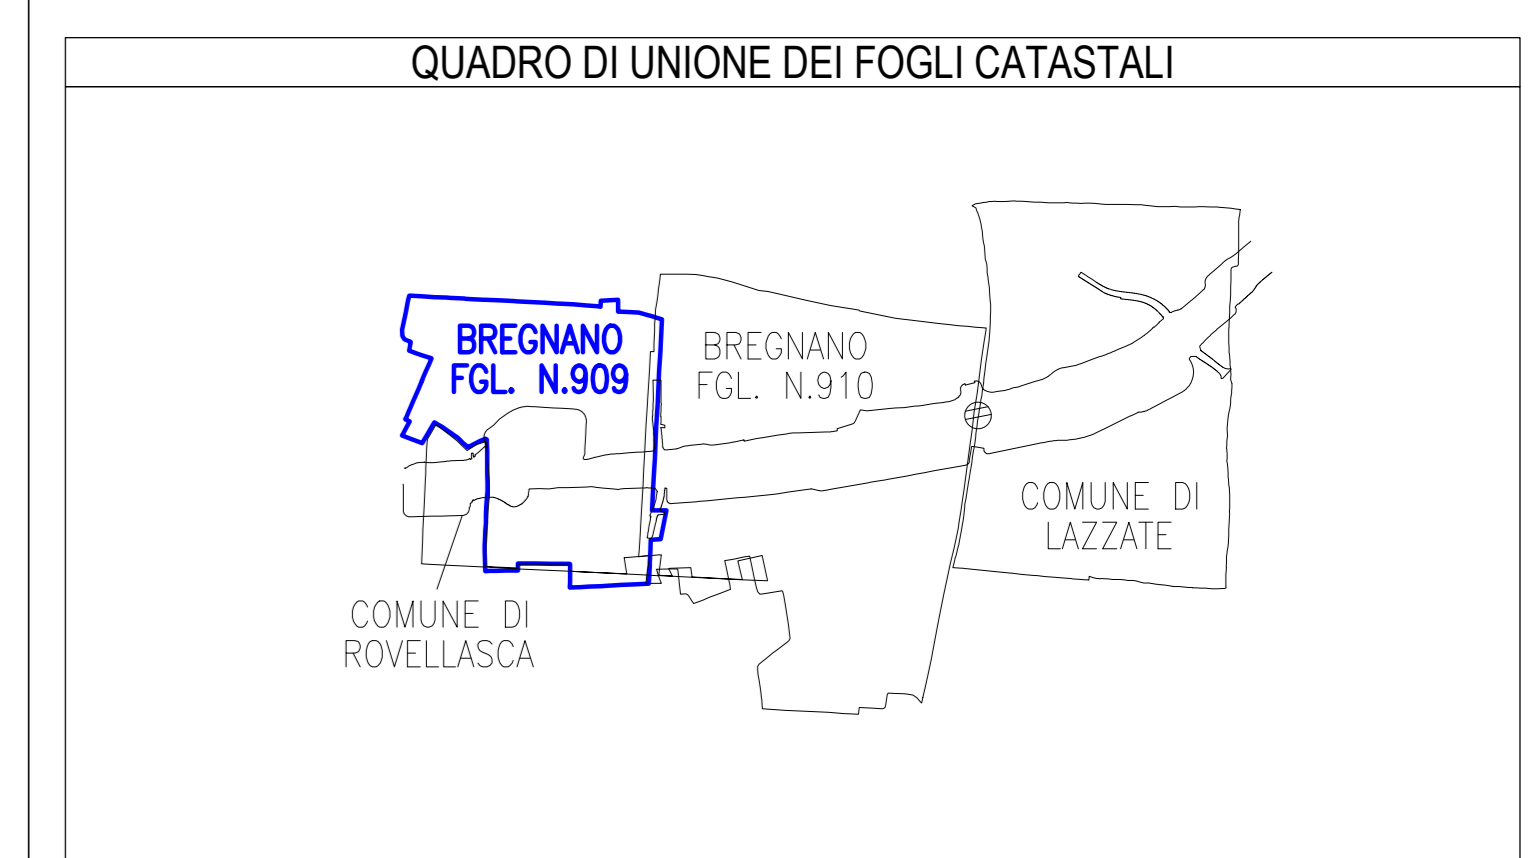 QUADRO DI UNIONE DEI FOGLI CATASTALI
BREGNANO
FGL. N.909
BREGNANO
FGL. N.910
COMUNE DI
LAZZATE
COMUNE DI
ROVELLASCA